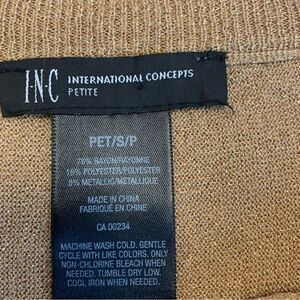 I·N·C INTERNATIONAL CONCEPTS
PETITE
PET/S/P
76% RAYON/RAYONNE
16% POLYESTER/POLYESTER
8% METALLIC/METALLIQUE
MADE IN CHINA
FABRIQUÉ EN CHINE
CA 00234
MACHINE WASH COLD. GENTLE
CYCLE WITH LIKE COLORS. ONLY
NON-CHLORINE BLEACH WHEN
NEEDED. TUMBLE DRY LOW.
COOL IRON WHEN NEEDED.